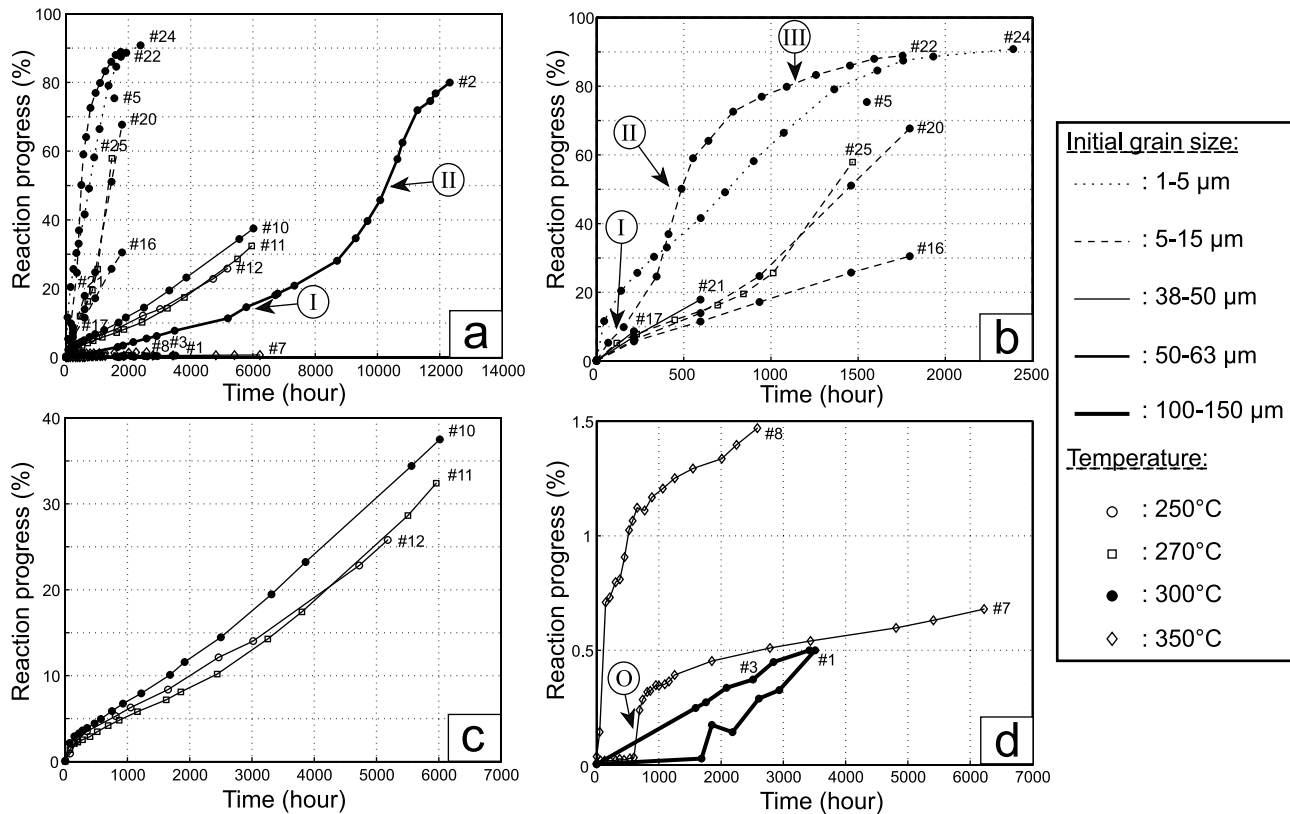 100
80
60
40
20
0
Reaction progress (%)
#24
#22
#5
#20
#25
#16
#21
#17
#10
#11
#12
#8
#3
#1
#7
#2
I
II
a
0
2000
4000
6000
8000
10000
12000
14000
Time (hour)
100
80
60
40
20
0
Reaction progress (%)
III
II
I
#24
#22
#5
#20
#25
#16
#21
#17
b
0
500
1000
1500
2000
2500
Time (hour)
Initial grain size:
: 1-5 µm
: 5-15 µm
: 38-50 µm
: 50-63 µm
: 100-150 µm
Temperature:
: 250°C
: 270°C
: 300°C
: 350°C
40
30
20
10
0
Reaction progress (%)
#10
#11
#12
c
0
1000
2000
3000
4000
5000
6000
7000
Time (hour)
1.5
1
0.5
0
Reaction progress (%)
#8
#7
#3
#1
O
d
0
1000
2000
3000
4000
5000
6000
7000
Time (hour)